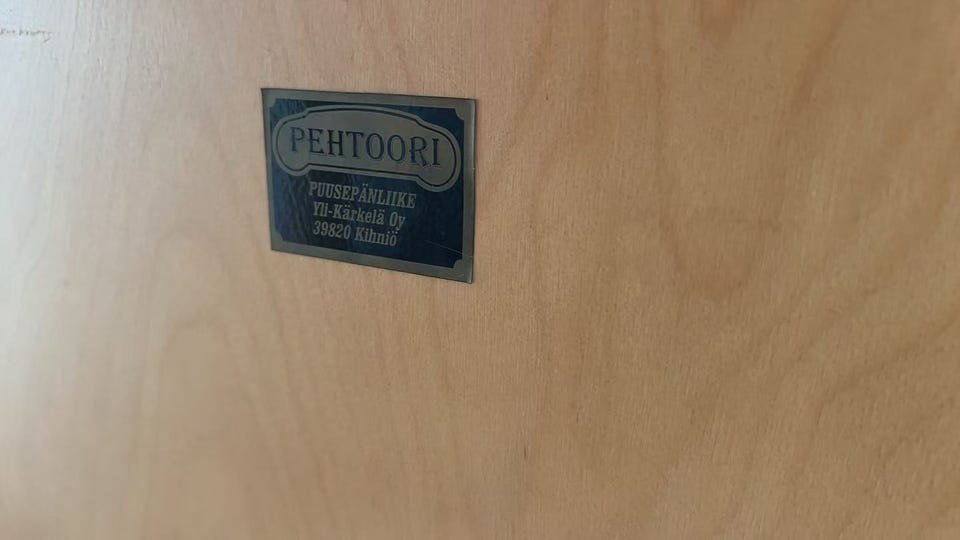 PEHTOORI
PUUSEPÄNLIIKE
Yli-Kärkelä Oy
39820 Kihniö